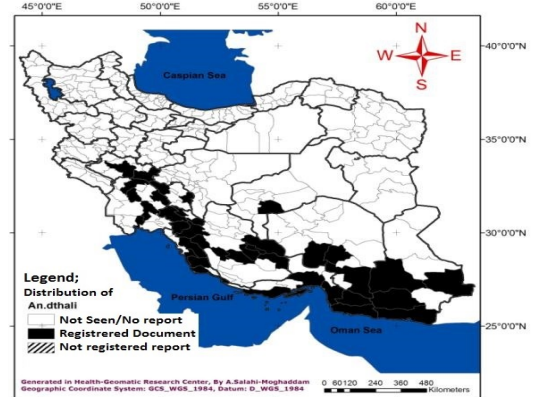 45°0'0"E 50°0'0"E 55°0'0"E 60°0'0"E
N
W E
S
40°0'0"N
Caspian Sea
35°0'0"N
30°0'0"N
Legend;
Distribution of
An.dthali
Not Seen/No report
Registrered Document
Not registered report
Persian Gulf
Oman Sea
25°0'0"N
Generated in Health-Geomatic Research Center, By A.Salahi-Moghaddam
Geographic Coordinate System: GCS_WGS_1984, Datum: D_WGS_1984
0 60 120 240 360 480
Kilometers